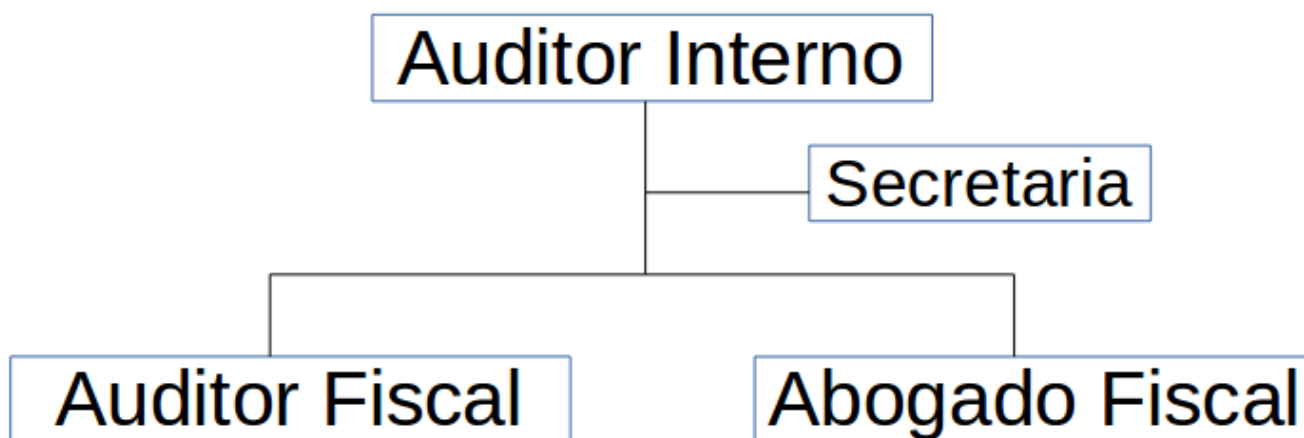 Auditor Interno
Secretaria
Auditor Fiscal
Abogado Fiscal